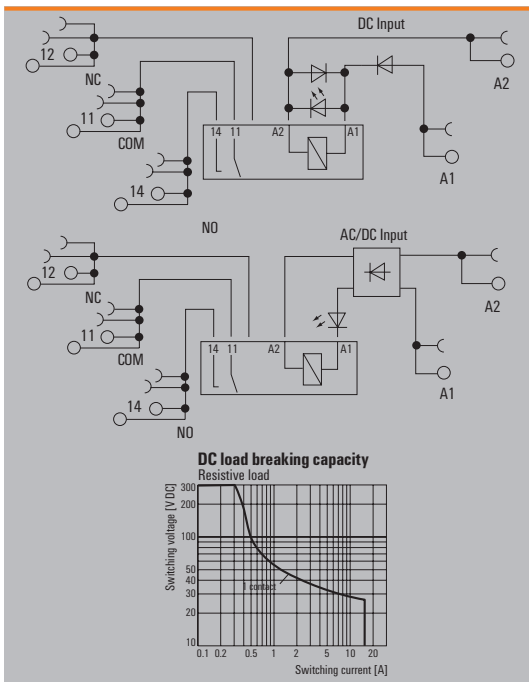 DC Input
12
NC
A2
11
COM
14 11 A2 A1
A1
14
NO
AC/DC Input
12
NC
A2
11
COM
14 11 A2 A1
A1
14
NO
DC load breaking capacity
Resistive load
Switching voltage [V DC]
300
200
100
50
40
30
20
10
1 contact
0.1 0.2 0.5 1 2 5 10 20
Switching current [A]